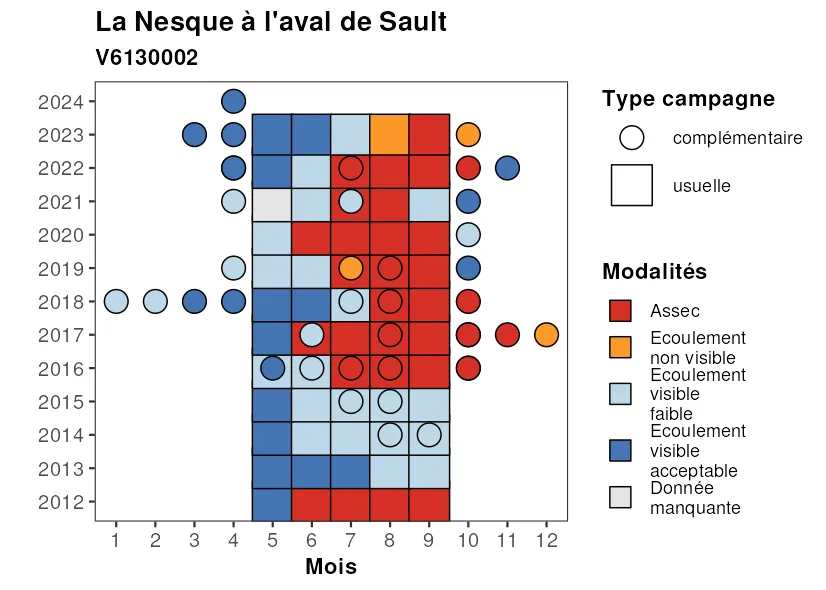 La Nesque à l'aval de Sault
V6130002
2024
2023
2022
2021
2020
2019
2018
2017
2016
2015
2014
2013
2012
1 2 3 4 5 6 7 8 9 10 11 12
Mois
Type campagne
complémentaire
usuelle
Modalités
Assec
Ecoulement
non visible
Ecoulement
visible
faible
Ecoulement
visible
acceptable
Donnée
manquante